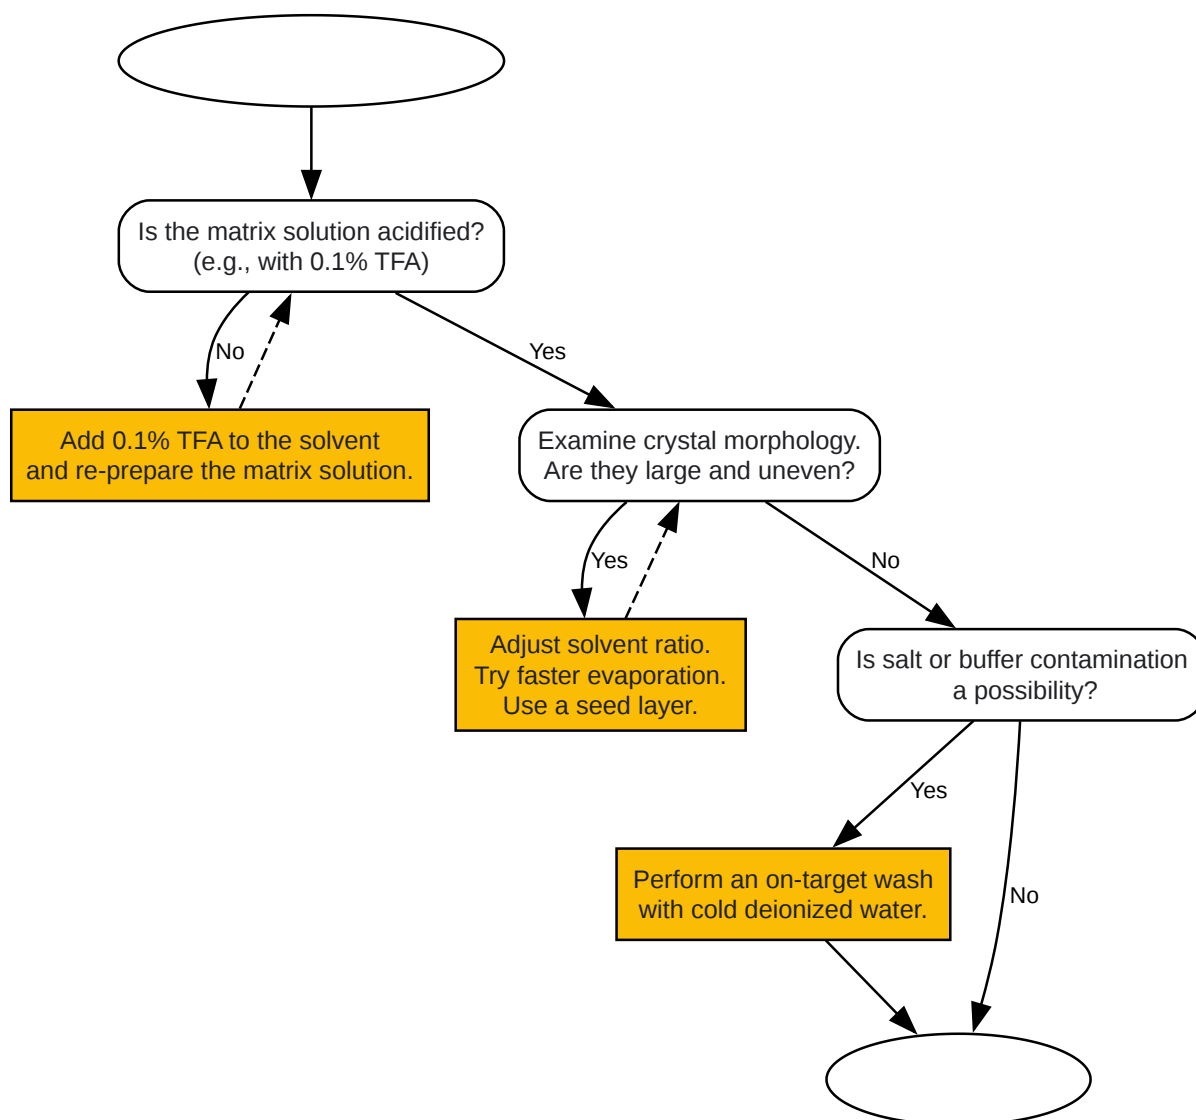 Is the matrix solution acidified?
(e.g., with 0.1% TFA)
No
Yes
Add 0.1% TFA to the solvent
and re-prepare the matrix solution.
Examine crystal morphology.
Are they large and uneven?
Yes
No
Adjust solvent ratio.
Try faster evaporation.
Use a seed layer.
Is salt or buffer contamination
a possibility?
Yes
No
Perform an on-target wash
with cold deionized water.